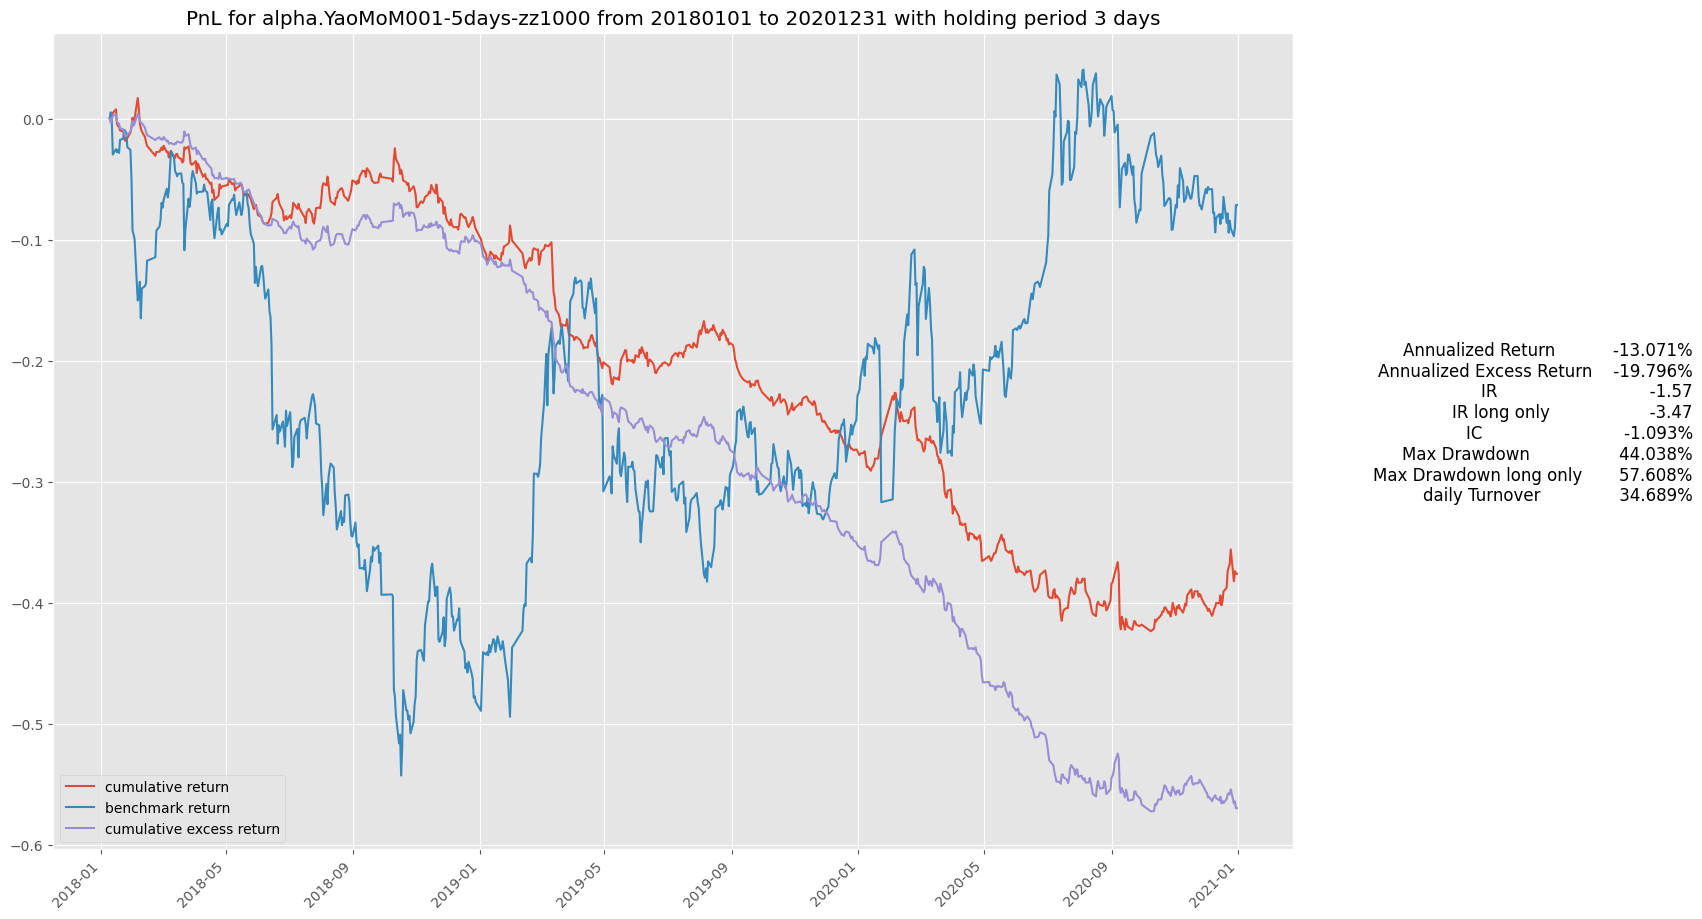 PnL for alpha.YaoMoM001-5days-zz1000 from 20180101 to 20201231 with holding period 3 days
0.0
−0.1
−0.2
−0.3
−0.4
−0.5
−0.6
cumulative return
benchmark return
cumulative excess return
2018-01
2018-05
2018-09
2019-01
2019-05
2019-09
2020-01
2020-05
2020-09
2021-01
Annualized Return -13.071%
Annualized Excess Return -19.796%
IR -1.57
IR long only -3.47
IC -1.093%
Max Drawdown 44.038%
Max Drawdown long only 57.608%
daily Turnover 34.689%